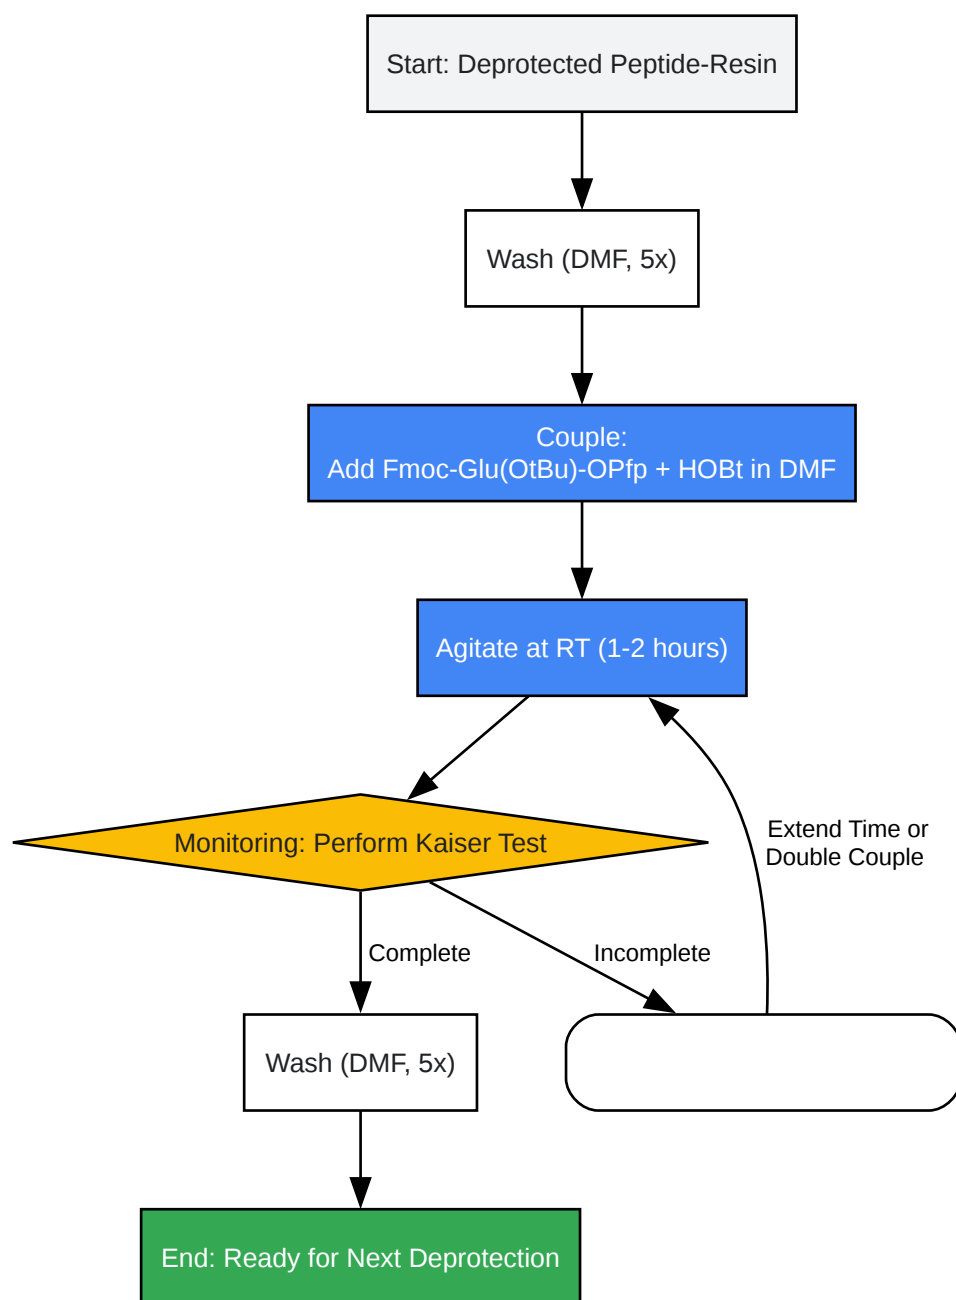 Start: Deprotected Peptide-Resin
Wash (DMF, 5x)
Couple:
Add Fmoc-Glu(OtBu)-OPfp + HOBt in DMF
Agitate at RT (1-2 hours)
Monitoring: Perform Kaiser Test
Extend Time or
Double Couple
Complete
Incomplete
Wash (DMF, 5x)
End: Ready for Next Deprotection